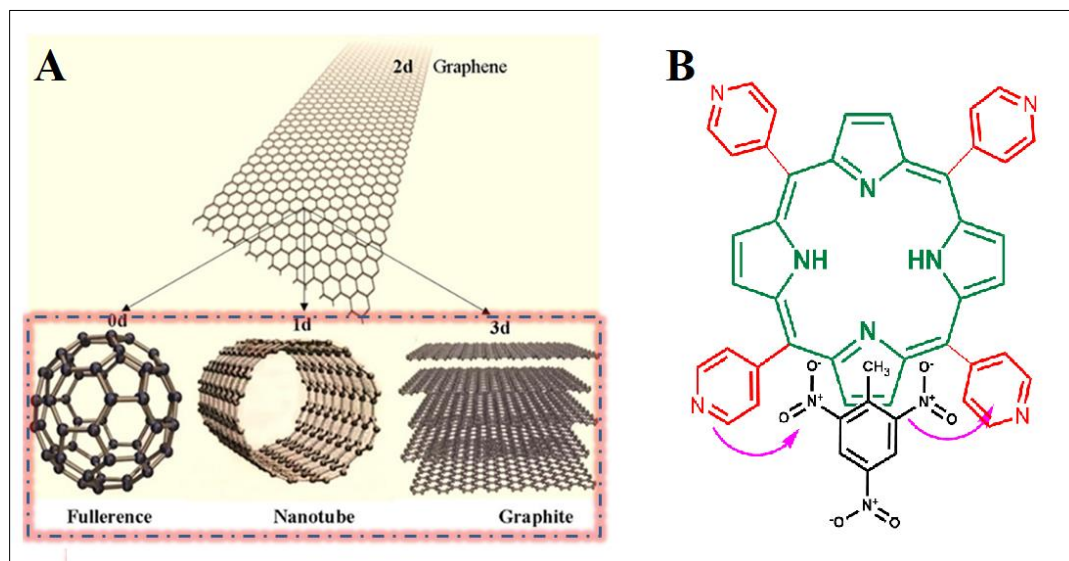 A
2d Graphene
0d
1d
3d
Fullerence
Nanotube
Graphite
B
N
N
N
NH
HN
N
N
N
O-
CH3
O-
N+
N+
O
O
N+
-O
O